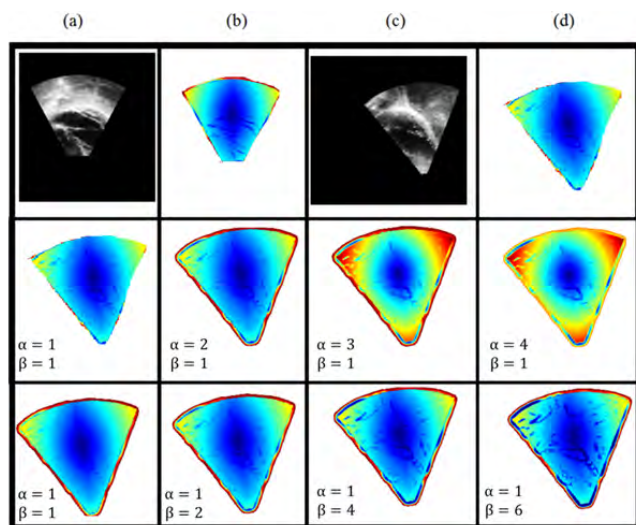 (a) (b) (c) (d)
α = 1 α = 2 α = 3 α = 4
β = 1 β = 1 β = 1 β = 1
α = 1 α = 1 α = 1 α = 1
β = 1 β = 2 β = 4 β = 6